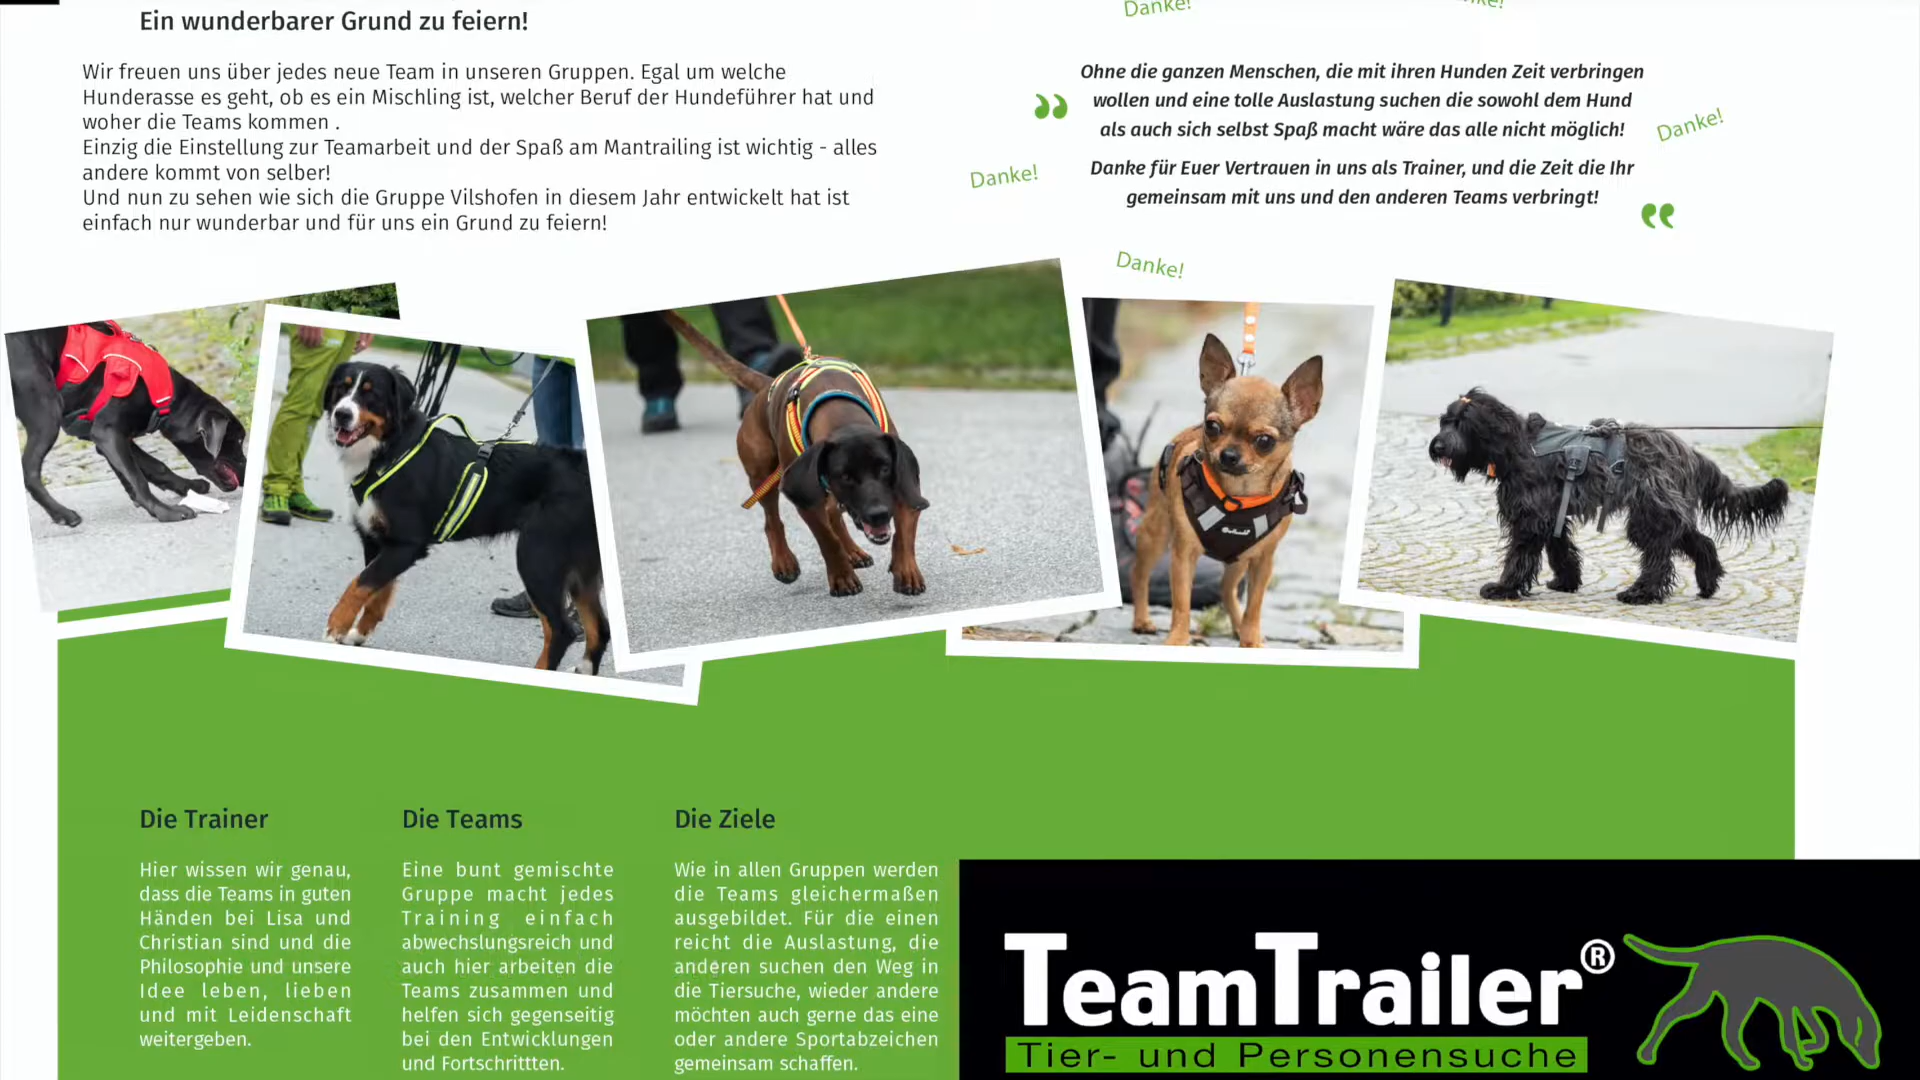 Ein wunderbarer Grund zu feiern!
Wir freuen uns über jedes neue Team in unseren Gruppen. Egal um welche
Hunderasse es geht, ob es ein Mischling ist, welcher Beruf der Hundeführer hat und
woher die Teams kommen .
Einzig die Einstellung zur Teamarbeit und der Spaß am Mantrailing ist wichtig - alles
andere kommt von selber!
Und nun zu sehen wie sich die Gruppe Vilshofen in diesem Jahr entwickelt hat ist
einfach nur wunderbar und für uns ein Grund zu feiern!
Danke!
„
Ohne die ganzen Menschen, die mit ihren Hunden Zeit verbringen
wollen und eine tolle Auslastung suchen die sowohl dem Hund
als auch sich selbst Spaß macht wäre das alle nicht möglich!
Danke!
Danke!
Danke für Euer Vertrauen in uns als Trainer, und die Zeit die Ihr
gemeinsam mit uns und den anderen Teams verbringt!
“
Danke!
Die Trainer
Hier wissen wir genau,
dass die Teams in guten
Händen bei Lisa und
Christian sind und die
Philosophie und unsere
Idee leben, lieben
und mit Leidenschaft
weitergeben.
Die Teams
Eine bunt gemischte
Gruppe macht jedes
Training einfach
abwechslungsreich und
auch hier arbeiten die
Teams zusammen und
helfen sich gegenseitig
bei den Entwicklungen
und Fortschrittten.
Die Ziele
Wie in allen Gruppen werden
die Teams gleichermaßen
ausgebildet. Für die einen
reicht die Auslastung, die
anderen suchen den Weg in
die Tiersuche, wieder andere
möchten auch gerne das eine
oder andere Sportabzeichen
gemeinsam schaffen.
TeamTrailer®
Tier- und Personensuche